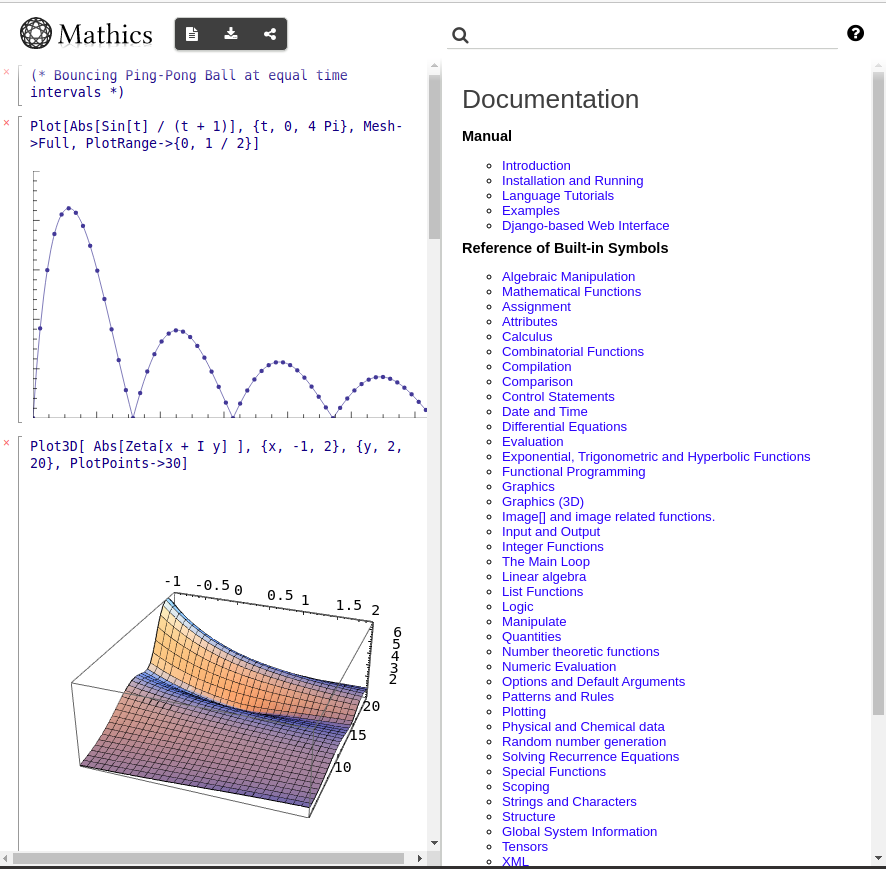 Mathics
(* Bouncing Ping-Pong Ball at equal time
intervals *)
Plot[Abs[Sin[t] / (t + 1)], {t, 0, 4 Pi}, Mesh-
>Full, PlotRange->{0, 1 / 2}]
Plot3D[ Abs[Zeta[x + I y] ], {x, -1, 2}, {y, 2,
20}, PlotPoints->30]
-1 -0.5 0 0.5 1 1.5 2
6
5
4
3
2
20
15
10
Documentation
Manual
Introduction
Installation and Running
Language Tutorials
Examples
Django-based Web Interface
Reference of Built-in Symbols
Algebraic Manipulation
Mathematical Functions
Assignment
Attributes
Calculus
Combinatorial Functions
Compilation
Comparison
Control Statements
Date and Time
Differential Equations
Evaluation
Exponential, Trigonometric and Hyperbolic Functions
Functional Programming
Graphics
Graphics (3D)
Image[] and image related functions.
Input and Output
Integer Functions
The Main Loop
Linear algebra
List Functions
Logic
Manipulate
Quantities
Number theoretic functions
Numeric Evaluation
Options and Default Arguments
Patterns and Rules
Plotting
Physical and Chemical data
Random number generation
Solving Recurrence Equations
Special Functions
Scoping
Strings and Characters
Structure
Global System Information
Tensors
XML